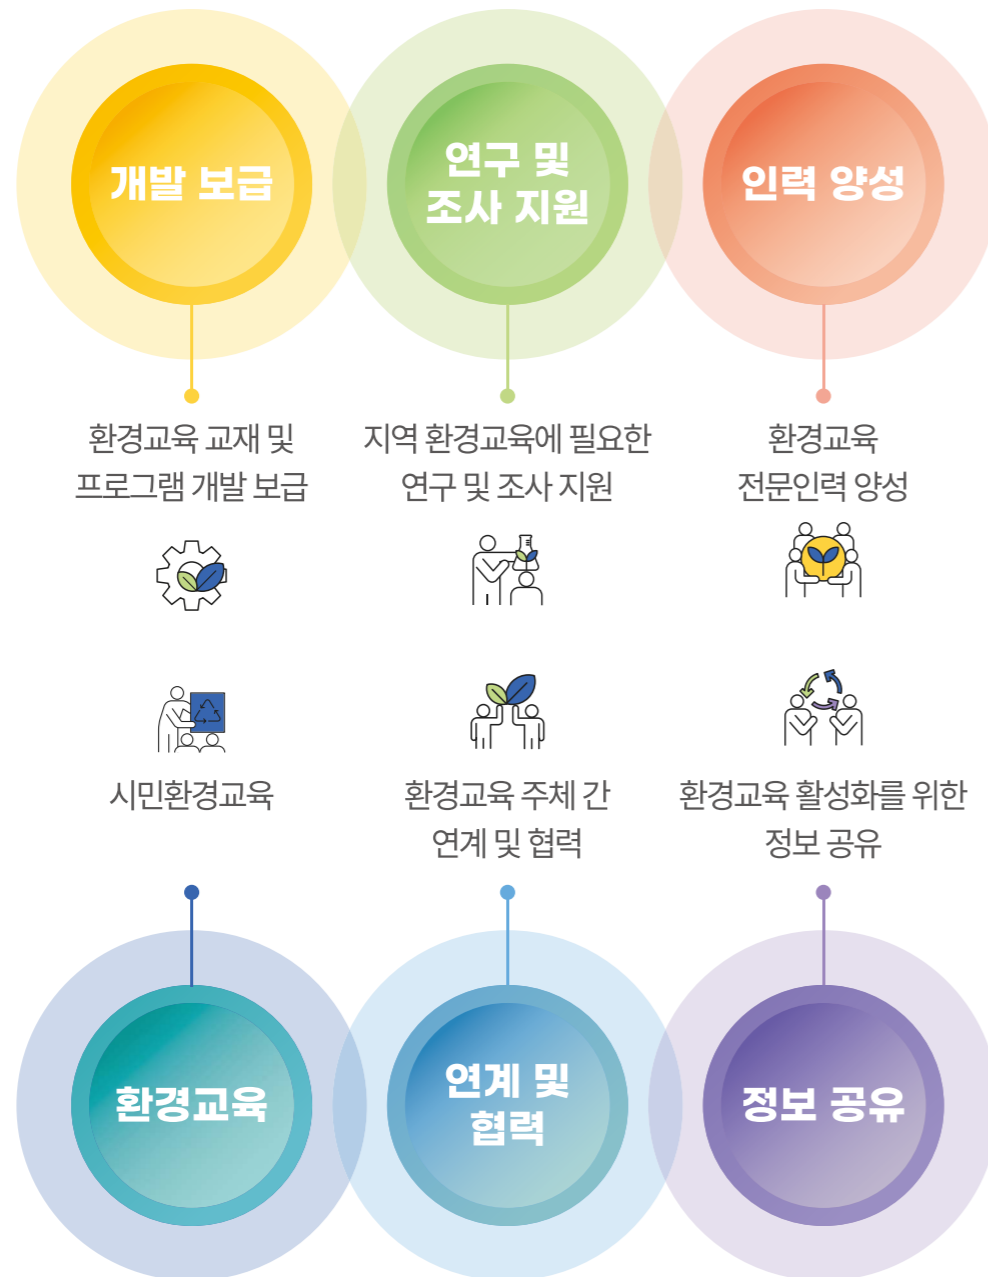 개발 보급
연구 및
조사 지원
인력 양성
환경교육 교재 및
프로그램 개발 보급
지역 환경교육에 필요한
연구 및 조사 지원
환경교육
전문인력 양성
시민환경교육
환경교육 주체 간
연계 및 협력
환경교육 활성화를 위한
정보 공유
환경교육
연계 및
협력
정보 공유